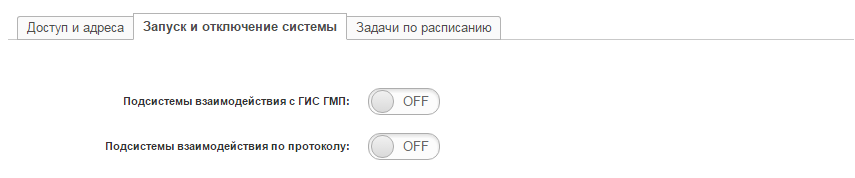 Доступ и адреса Запуск и отключение системы Задачи по расписанию
Подсистемы взаимодействия с ГИС ГМП: OFF
Подсистемы взаимодействия по протоколу: OFF